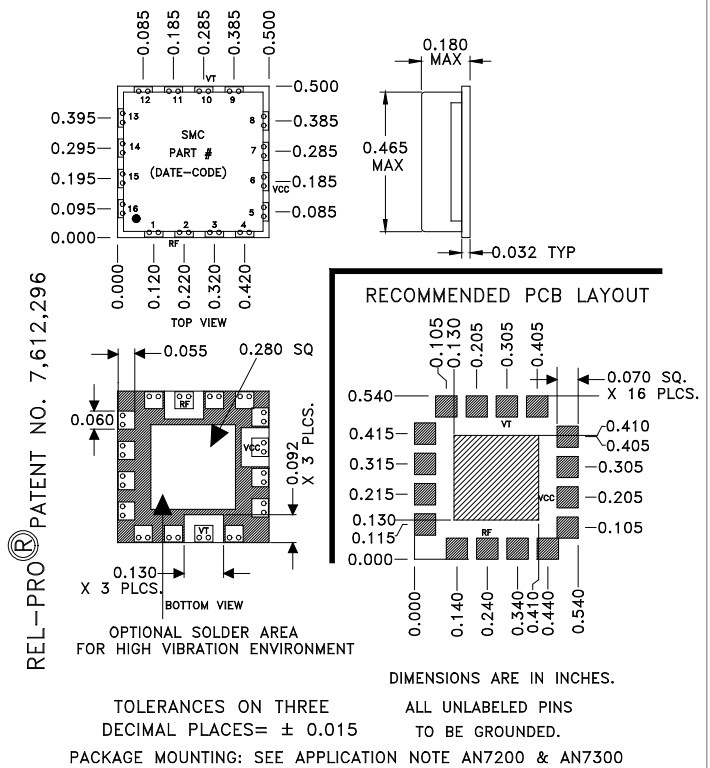 0.085
0.185
0.285
0.385
0.500
VT
12 11 10 9
0.500
0.395
13
8
0.385
SMC
PART #
(DATE-CODE)
0.295
14
7
0.285
0.195
15
6
VCC
0.185
0.095
16
5
0.085
0.000
1 2 3 4
RF
0.000
0.120
0.220
0.320
0.420
TOP VIEW
0.180
MAX
0.465
MAX
0.032 TYP
REL-PRO® PATENT NO. 7,612,296
0.055
0.280 SQ
0.060
RF
VCC
VT
0.092
X 3 PLCS.
0.130
X 3 PLCS.
BOTTOM VIEW
OPTIONAL SOLDER AREA
FOR HIGH VIBRATION ENVIRONMENT
RECOMMENDED PCB LAYOUT
0.105
0.130
0.205
0.305
0.405
0.070 SQ.
X 16 PLCS.
0.540
VT
0.415
0.410
0.405
0.315
0.305
0.215
VCC
0.205
0.130
0.115
RF
0.105
0.000
0.000
0.140
0.240
0.340
0.410
0.440
0.540
DIMENSIONS ARE IN INCHES.
TOLERANCES ON THREE
DECIMAL PLACES= ± 0.015
ALL UNLABELED PINS
TO BE GROUNDED.
PACKAGE MOUNTING: SEE APPLICATION NOTE AN7200 & AN7300